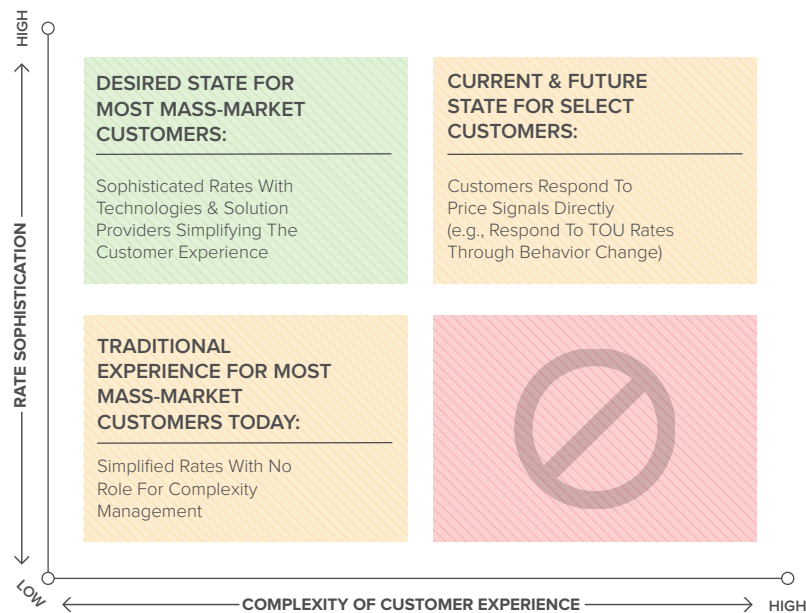 HIGH
RATE SOPHISTICATION
DESIRED STATE FOR
MOST MASS-MARKET
CUSTOMERS:
Sophisticated Rates With
Technologies & Solution
Providers Simplifying The
Customer Experience
CURRENT & FUTURE
STATE FOR SELECT
CUSTOMERS:
Customers Respond To
Price Signals Directly
(e.g., Respond To TOU Rates
Through Behavior Change)
TRADITIONAL
EXPERIENCE FOR MOST
MASS-MARKET
CUSTOMERS TODAY:
Simplified Rates With No
Role For Complexity
Management
LOW
COMPLEXITY OF CUSTOMER EXPERIENCE
HIGH